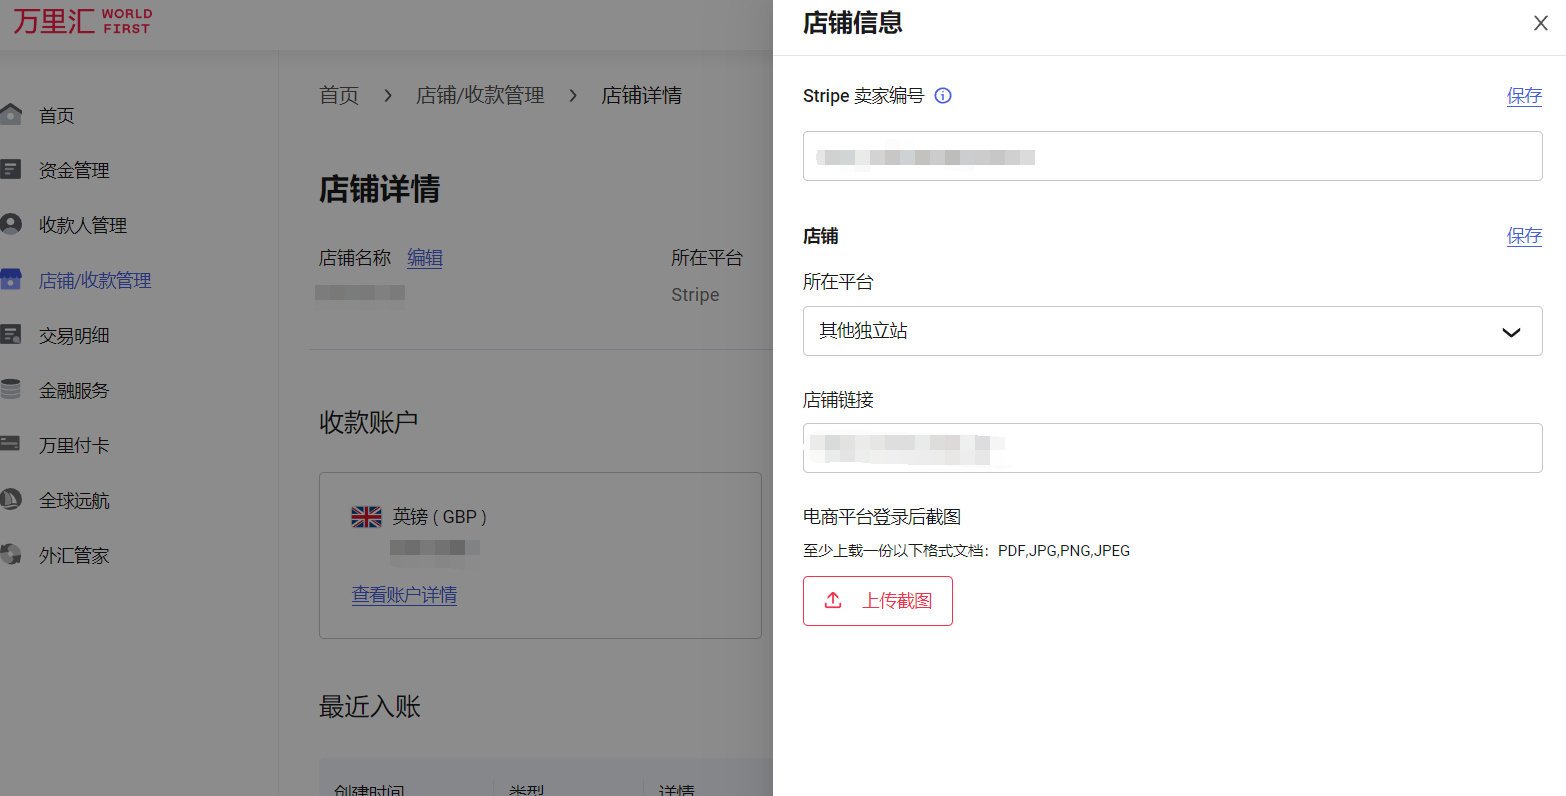 万里汇 WORLD FIRST
首页
资金管理
收款人管理
店铺/收款管理
交易明细
金融服务
万里付卡
全球远航
外汇管家
首页 > 店铺/收款管理 > 店铺详情
店铺详情
店铺名称 编辑
所在平台
Stripe
收款账户
英镑 ( GBP )
查看账户详情
最近入账
创建时间 类型 详情
店铺信息
Stripe 卖家编号 保存
店铺 保存
所在平台
其他独立站
店铺链接
电商平台登录后截图
至少上载一份以下格式文档：PDF,JPG,PNG,JPEG
上传截图